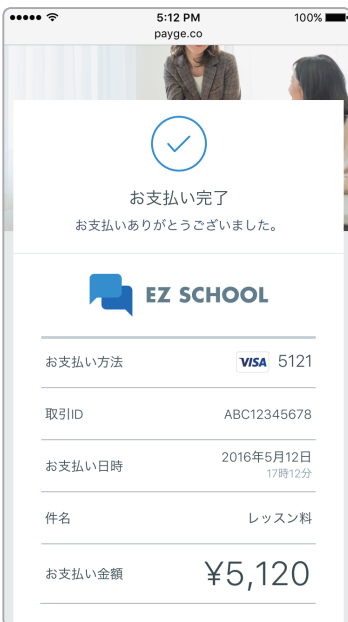 5:12 PM
100%
payge.co
お支払い完了
お支払いありがとうございました。
EZ SCHOOL
お支払い方法
VISA 5121
取引ID
ABC12345678
お支払い日時
2016年5月12日
17時12分
件名
レッスン料
お支払い金額
¥5,120